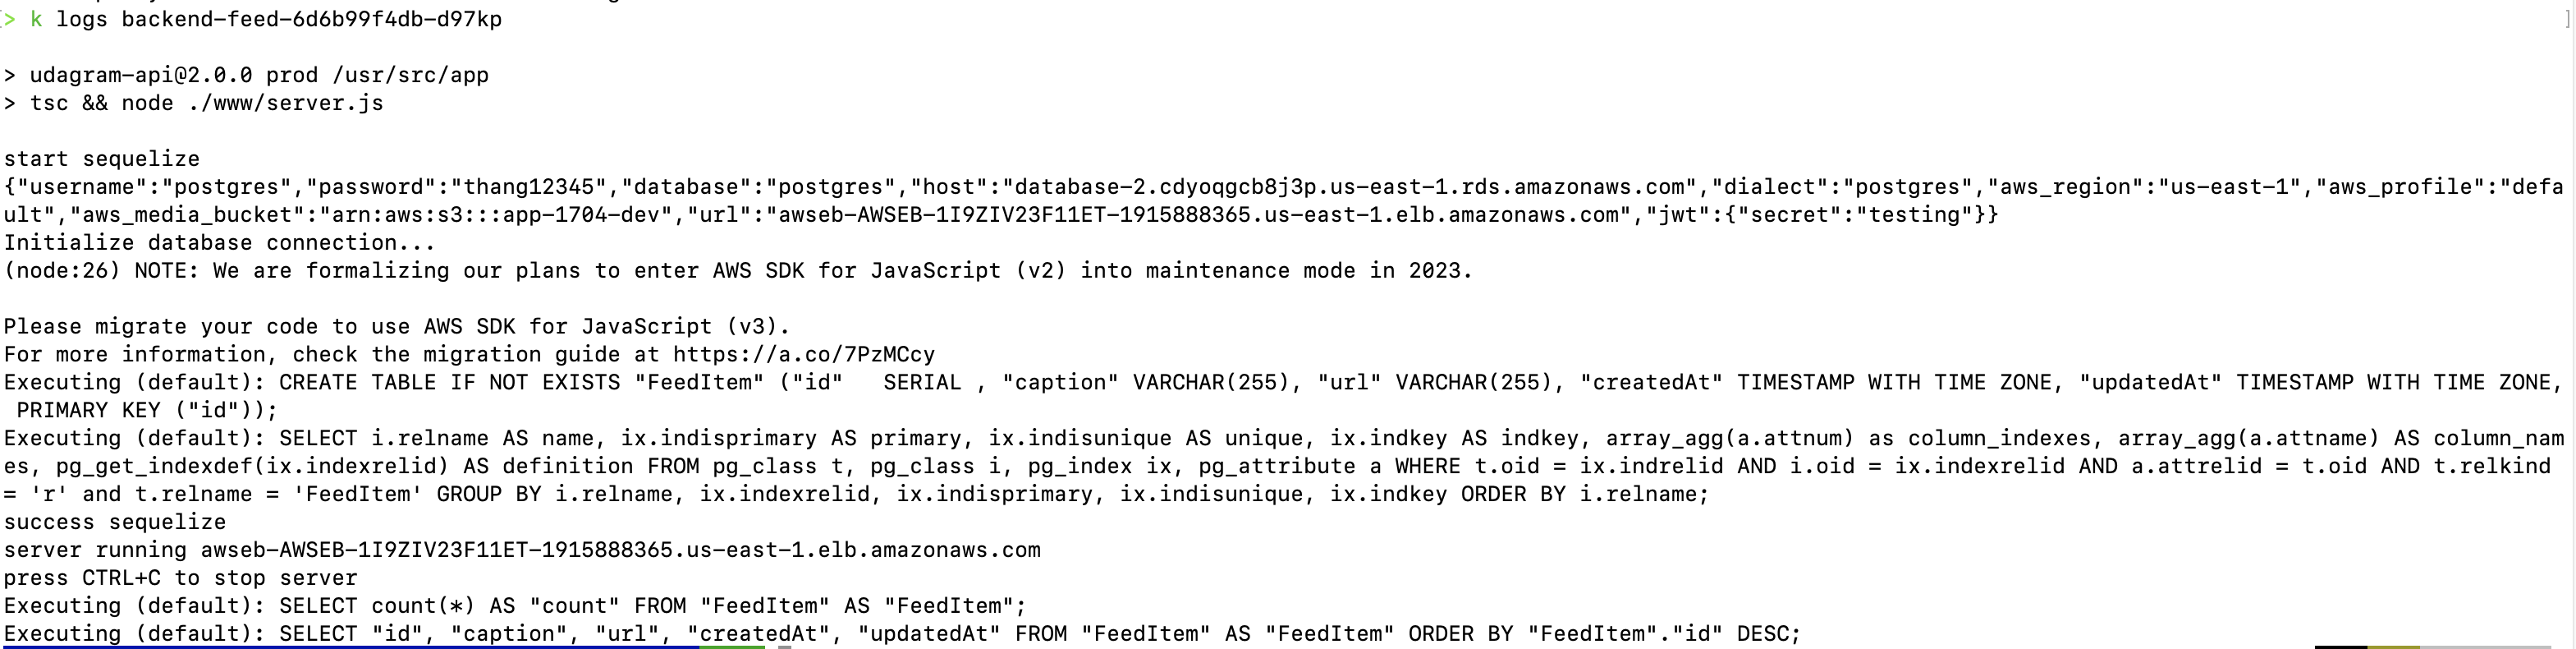 > k logs backend-feed-6d6b99f4db-d97kp
> udagram-api@2.0.0 prod /usr/src/app
> tsc && node ./www/server.js
start sequelize
{"username":"postgres","password":"thang12345","database":"postgres","host":"database-2.cdyoqgcb8j3p.us-east-1.rds.amazonaws.com","dialect":"postgres","aws_region":"us-east-1","aws_profile":"defa
ult","aws_media_bucket":"arn:aws:s3:::app-1704-dev","url":"awseb-AWSEB-1I9ZIV23F11ET-1915888365.us-east-1.elb.amazonaws.com","jwt":{"secret":"testing"}}
Initialize database connection...
(node:26) NOTE: We are formalizing our plans to enter AWS SDK for JavaScript (v2) into maintenance mode in 2023.
Please migrate your code to use AWS SDK for JavaScript (v3).
For more information, check the migration guide at https://a.co/7PzMCcy
Executing (default): CREATE TABLE IF NOT EXISTS "FeedItem" ("id"   SERIAL , "caption" VARCHAR(255), "url" VARCHAR(255), "createdAt" TIMESTAMP WITH TIME ZONE, "updatedAt" TIMESTAMP WITH TIME ZONE,
 PRIMARY KEY ("id"));
Executing (default): SELECT i.relname AS name, ix.indisprimary AS primary, ix.indisunique AS unique, ix.indkey AS indkey, array_agg(a.attnum) as column_indexes, array_agg(a.attname) AS column_nam
es, pg_get_indexdef(ix.indexrelid) AS definition FROM pg_class t, pg_class i, pg_index ix, pg_attribute a WHERE t.oid = ix.indrelid AND i.oid = ix.indexrelid AND a.attrelid = t.oid AND t.relkind
= 'r' and t.relname = 'FeedItem' GROUP BY i.relname, ix.indexrelid, ix.indisprimary, ix.indisunique, ix.indkey ORDER BY i.relname;
success sequelize
server running awseb-AWSEB-1I9ZIV23F11ET-1915888365.us-east-1.elb.amazonaws.com
press CTRL+C to stop server
Executing (default): SELECT count(*) AS "count" FROM "FeedItem" AS "FeedItem";
Executing (default): SELECT "id", "caption", "url", "createdAt", "updatedAt" FROM "FeedItem" AS "FeedItem" ORDER BY "FeedItem"."id" DESC;